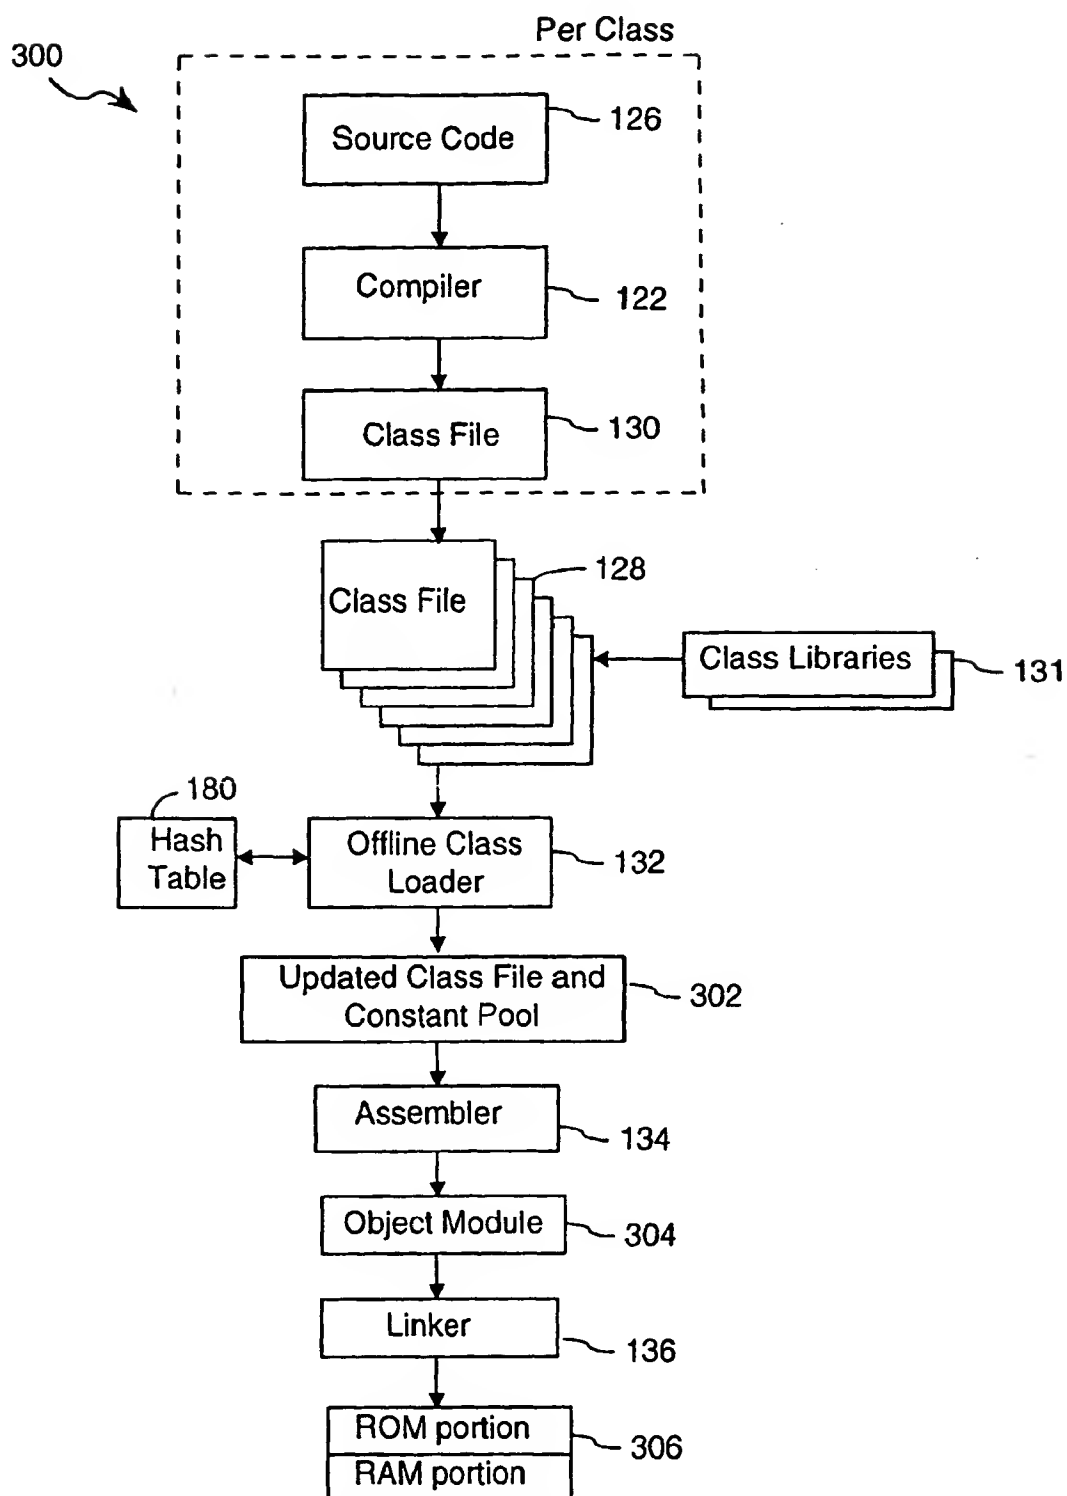 Per Class
300
Source Code
126
Compiler
122
Class File
130
Class File
128
Class Libraries
131
180
Hash
Table
Offline Class
Loader
132
Updated Class File and
Constant Pool
302
Assembler
134
Object Module
304
Linker
136
ROM portion
306
RAM portion